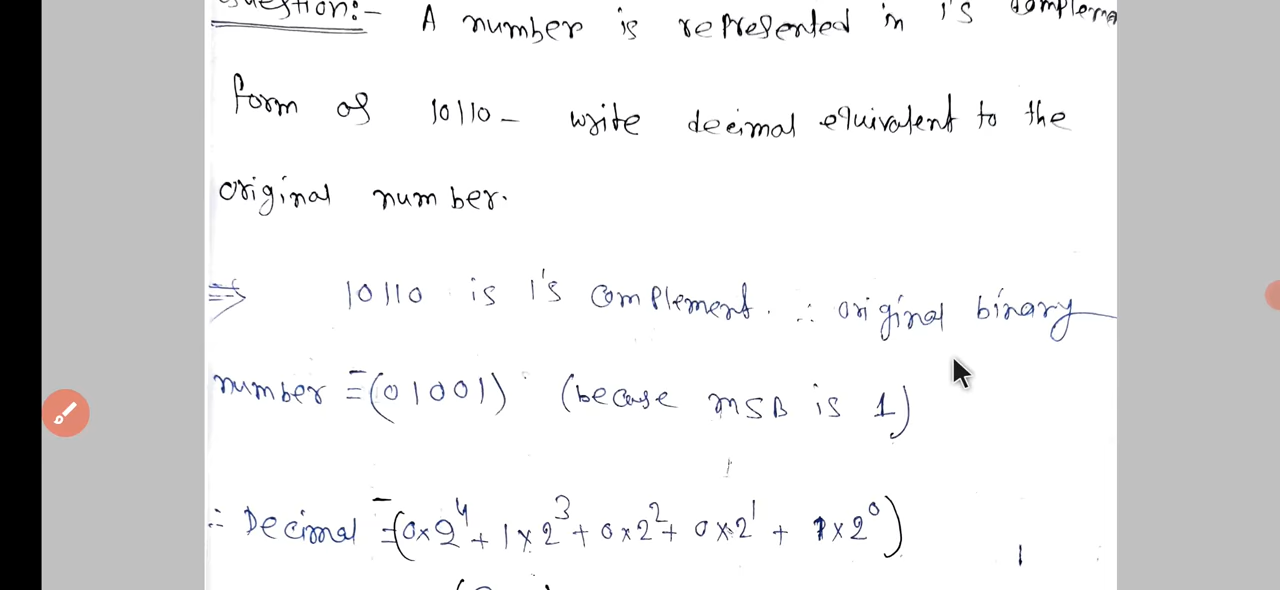 Question:- A number is represented in 1's compleme
form of 10110 - write decimal equivalent to the
original number.
⇒ 10110 is 1's complement. ∴ original binary
number = -(01001) (becase MSB is 1)
∴ Decimal = -(0×2⁴ + 1×2³ + 0×2² + 0×2¹ + 1×2⁰)